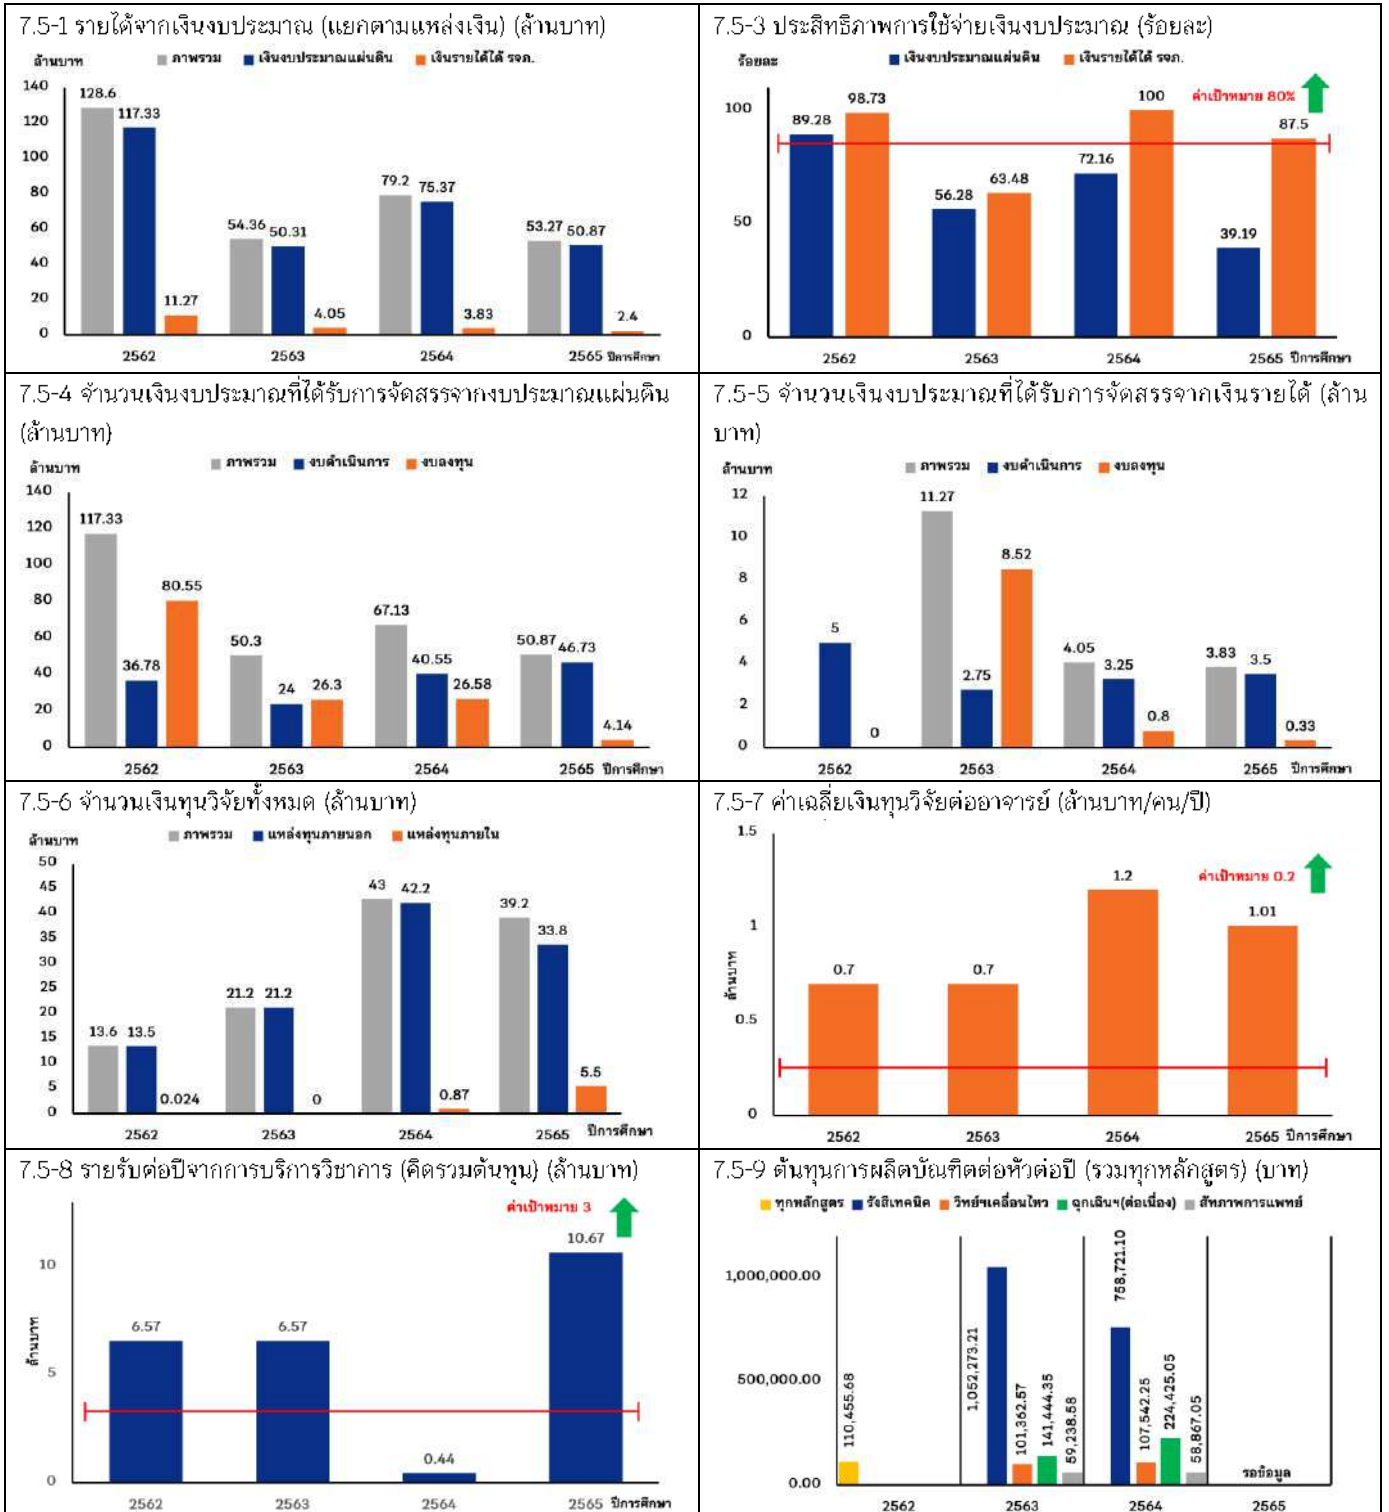 7.5-1 รายได้จากเงินงบประมาณ (แยกตามแหล่งเงิน) (ล้านบาท)
ล้านบาท
ภาพรวม เงินงบประมาณแผ่นดิน เงินรายได้ได้ รจภ.
140
120
100
80
60
40
20
0
128.6 117.33 11.27
54.36 50.31 4.05
79.2 75.37 3.83
53.27 50.87 2.4
2562 2563 2564 2565 ปีการศึกษา
7.5-3 ประสิทธิภาพการใช้จ่ายเงินงบประมาณ (ร้อยละ)
ร้อยละ
เงินงบประมาณแผ่นดิน เงินรายได้ได้ รจภ.
ค่าเป้าหมาย 80%
100
50
0
89.28 98.73
56.28 63.48
72.16 100
39.19 87.5
2562 2563 2564 2565 ปีการศึกษา
7.5-4 จำนวนเงินงบประมาณที่ได้รับการจัดสรรจากงบประมาณแผ่นดิน
(ล้านบาท)
ล้านบาท
ภาพรวม งบดำเนินการ งบลงทุน
140
120
100
80
60
40
20
0
117.33 36.78 80.55
50.3 24 26.3
67.13 40.55 26.58
50.87 46.73 4.14
2562 2563 2564 2565 ปีการศึกษา
7.5-5 จำนวนเงินงบประมาณที่ได้รับการจัดสรรจากเงินรายได้ (ล้าน
บาท)
ล้านบาท
ภาพรวม งบดำเนินการ งบลงทุน
12
10
8
6
4
2
0
5 0
11.27 2.75 8.52
4.05 3.25 0.8
3.83 3.5 0.33
2562 2563 2564 2565 ปีการศึกษา
7.5-6 จำนวนเงินทุนวิจัยทั้งหมด (ล้านบาท)
ล้านบาท
ภาพรวม แหล่งทุนภายนอก แหล่งทุนภายใน
50
45
40
35
30
25
20
15
10
5
0
13.6 13.5 0.024
21.2 21.2 0
43 42.2 0.87
39.2 33.8 5.5
2562 2563 2564 2565 ปีการศึกษา
7.5-7 ค่าเฉลี่ยเงินทุนวิจัยต่ออาจารย์ (ล้านบาท/คน/ปี)
ล้านบาท
ค่าเป้าหมาย 0.2
1.5
1
0.5
0
0.7 0.7 1.2 1.01
2562 2563 2564 2565 ปีการศึกษา
7.5-8 รายรับต่อปีจากการบริการวิชาการ (คิดรวมต้นทุน) (ล้านบาท)
ล้านบาท
ค่าเป้าหมาย 3
10
5
0
6.57 6.57 0.44 10.67
2562 2563 2564 2565 ปีการศึกษา
7.5-9 ต้นทุนการผลิตบัณฑิตต่อหัวต่อปี (รวมทุกหลักสูตร) (บาท)
ทุกหลักสูตร รังสีเทคนิค วิทย์ฯเคลื่อนไหว ฉุกเฉินฯ(ต่อเนื่อง) สัทภาพการแพทย์
1,000,000.00
500,000.00
0.00
110,455.68
1,052,273.21 101,362.57 141,444.35 59,238.58
758,721.10 107,542.25 224,425.05 58,867.05
รอข้อมูล
2562 2563 2564 2565